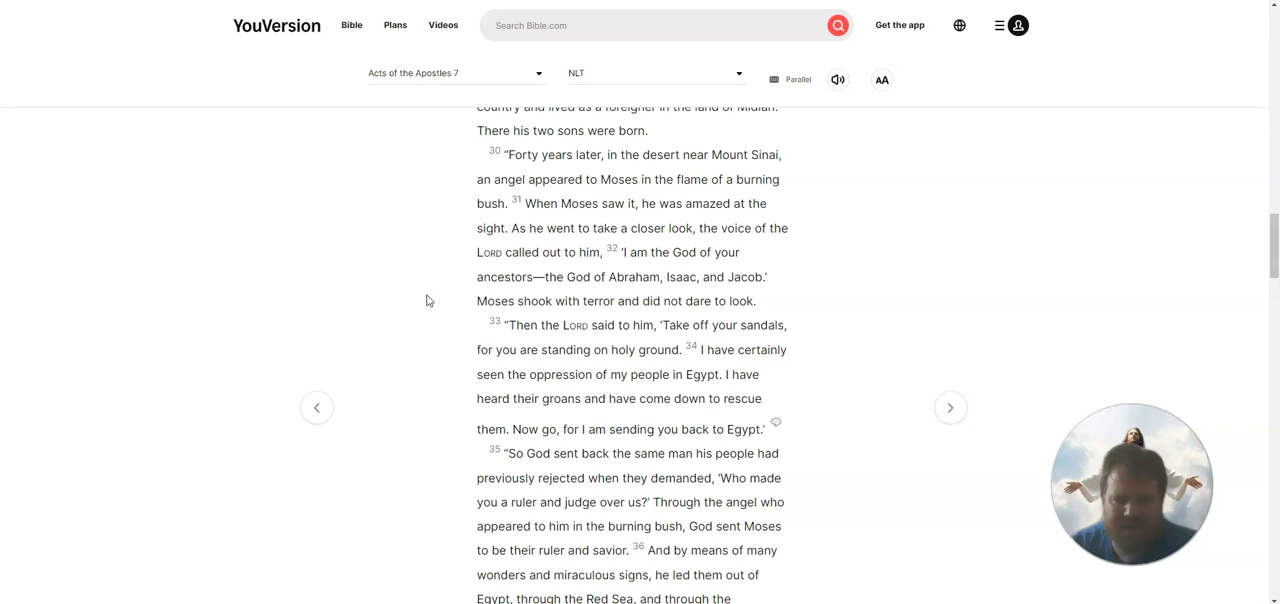 YouVersion
Bible
Plans
Videos
Search Bible.com
Get the app
Acts of the Apostles 7
NLT
Parallel
AA
country and lived as a foreigner in the land of Midian.
There his two sons were born.
30 “Forty years later, in the desert near Mount Sinai,
an angel appeared to Moses in the flame of a burning
bush. 31 When Moses saw it, he was amazed at the
sight. As he went to take a closer look, the voice of the
LORD called out to him, 32 ‘I am the God of your
ancestors—the God of Abraham, Isaac, and Jacob.’
Moses shook with terror and did not dare to look.
33 “Then the LORD said to him, ‘Take off your sandals,
for you are standing on holy ground. 34 I have certainly
seen the oppression of my people in Egypt. I have
heard their groans and have come down to rescue
them. Now go, for I am sending you back to Egypt.’
35 “So God sent back the same man his people had
previously rejected when they demanded, ‘Who made
you a ruler and judge over us?’ Through the angel who
appeared to him in the burning bush, God sent Moses
to be their ruler and savior. 36 And by means of many
wonders and miraculous signs, he led them out of
Egypt, through the Red Sea, and through the